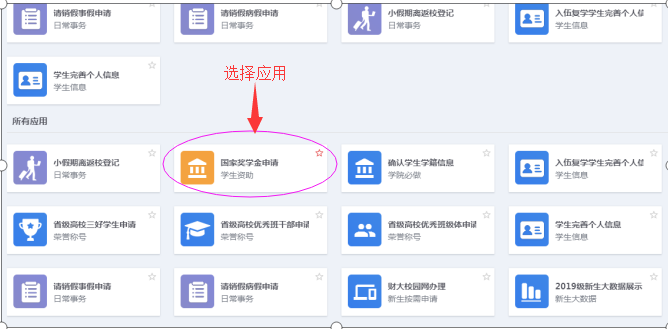 请销假事假申请
日常事务
请销假病假申请
日常事务
小假期离返校登记
日常事务
入伍复学学生完善个人信
学生信息
学生完善个人信息
学生信息
选择应用
所有应用
小假期离返校登记
日常事务
国家奖学金申请
学生资助
确认学生学籍信息
学院必做
入伍复学学生完善个人信
学生信息
省级高校三好学生申请
荣誉称号
省级高校优秀班干部申请
荣誉称号
省级高校优秀班级体申请
荣誉称号
学生完善个人信息
学生信息
请销假事假申请
日常事务
请销假病假申请
日常事务
财大校园网办理
新生按需申请
2019级新生大数据展示
新生大数据